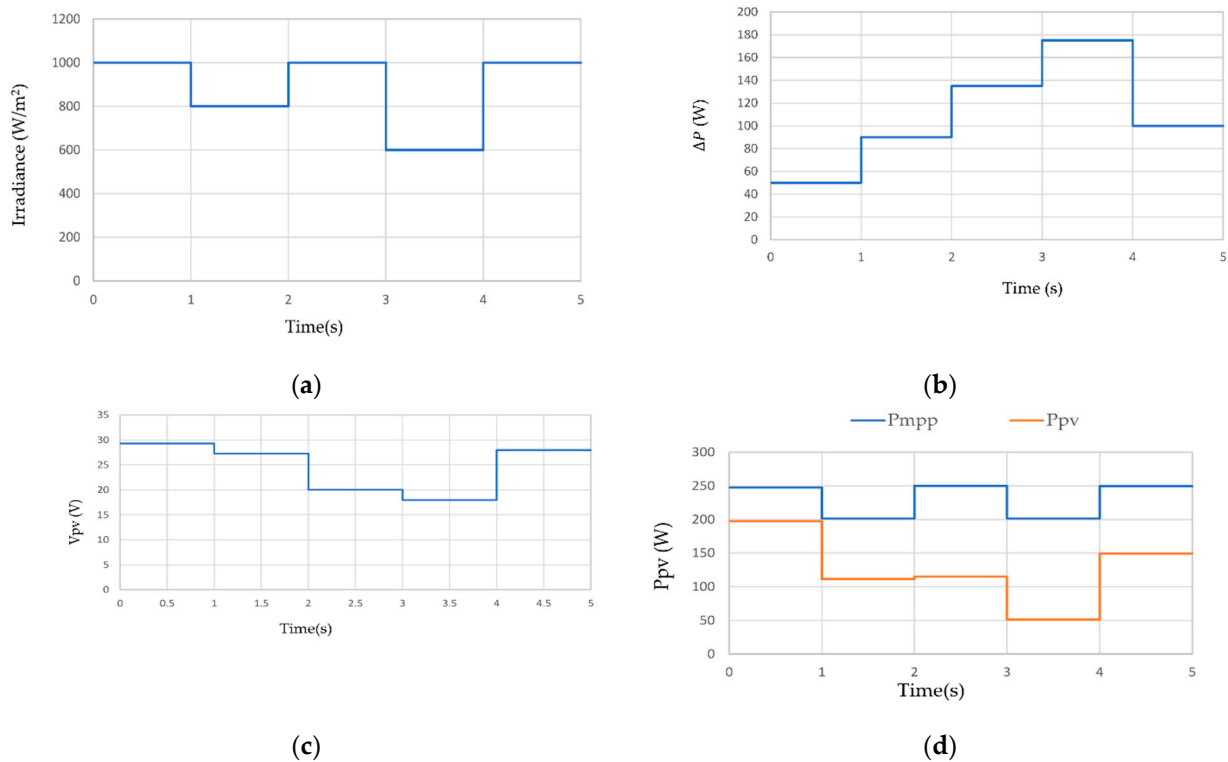 1200
1000
800
600
400
200
0
0 1 2 3 4 5
Irradiance (W/m²)
Time(s)
(a)
200
180
160
140
120
100
80
60
40
20
0
0 1 2 3 4 5
ΔP (W)
Time (s)
(b)
35
30
25
20
15
10
5
0
0 0.5 1 1.5 2 2.5 3 3.5 4 4.5 5
Vpv (V)
Time(s)
(c)
Pmpp Ppv
300
250
200
150
100
50
0
0 1 2 3 4 5
Ppv (W)
Time(s)
(d)